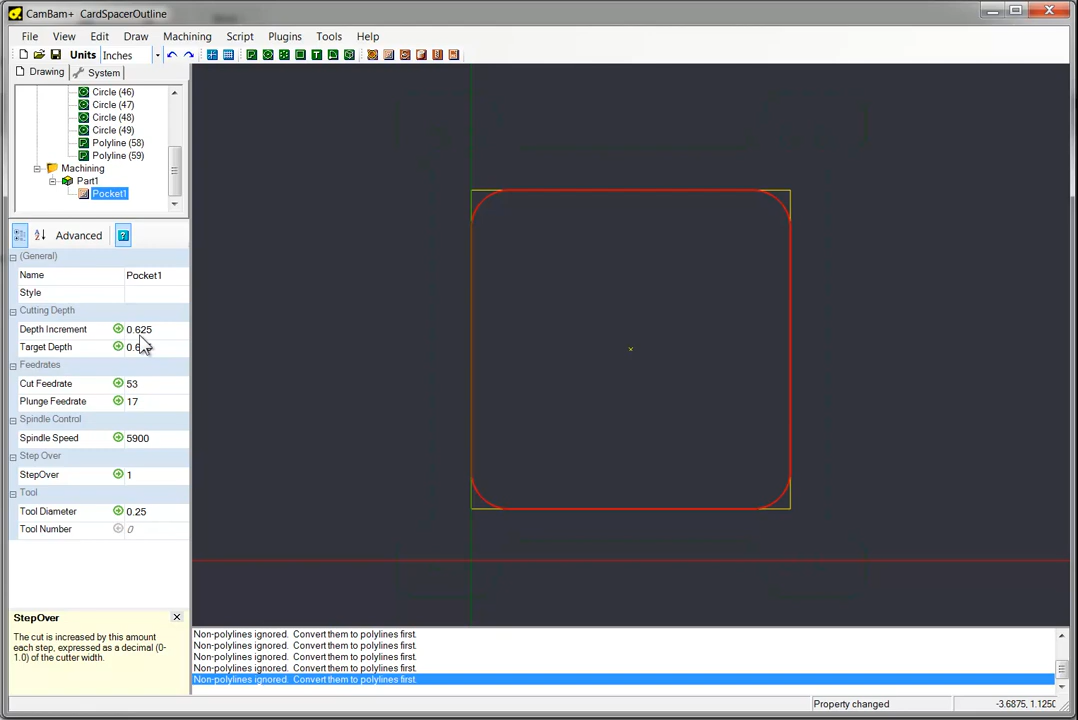 CamBam+ CardSpacerOutline
File View Edit Draw Machining Script Plugins Tools Help
Units Inches
Drawing System
Circle (46)
Circle (47)
Circle (48)
Circle (49)
Polyline (58)
Polyline (59)
Machining
Part1
Pocket1
Advanced
(General)
Name Pocket1
Style
Cutting Depth
Depth Increment 0.625
Target Depth
Feedrates
Cut Feedrate 53
Plunge Feedrate 17
Spindle Control
Spindle Speed 5900
Step Over
StepOver 1
Tool
Tool Diameter 0.25
Tool Number 0
StepOver
The cut is increased by this amount
each step, expressed as a decimal (0-
1.0) of the cutter width.
Non-polylines ignored. Convert them to polylines first.
Non-polylines ignored. Convert them to polylines first.
Non-polylines ignored. Convert them to polylines first.
Non-polylines ignored. Convert them to polylines first.
Non-polylines ignored. Convert them to polylines first.
Property changed -3.6875, 1.1250